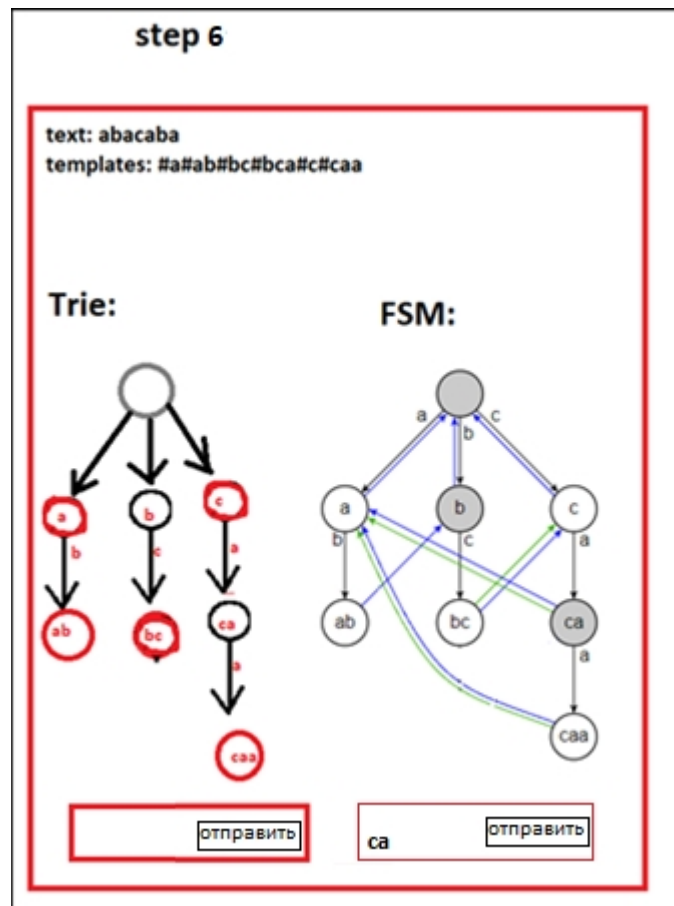 step 6
text: abacaba
templates: #a#ab#bc#bca#c#caa
Trie:
FSM:
a c
b
a b c
a b c
b c a
b c a
ab bc ca
ab bc ca
a
a
caa
caa
отправить
ca отправить